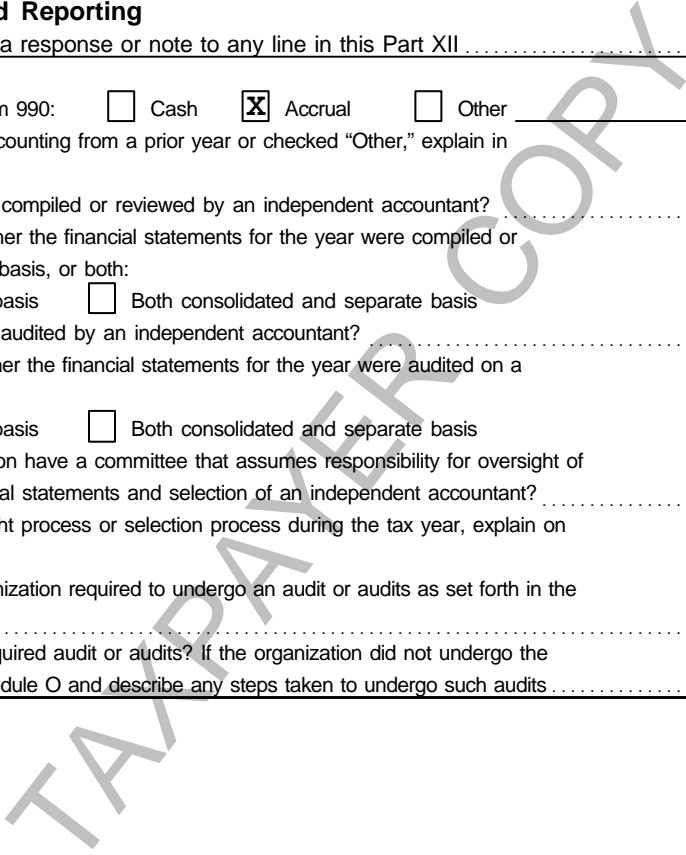 d Reporting
a response or note to any line in this Part XII
m 990: Cash X Accrual Other
counting from a prior year or checked “Other,” explain in
compiled or reviewed by an independent accountant?
her the financial statements for the year were compiled or
basis, or both:
basis Both consolidated and separate basis
audited by an independent accountant?
her the financial statements for the year were audited on a
basis Both consolidated and separate basis
on have a committee that assumes responsibility for oversight of
al statements and selection of an independent accountant?
ht process or selection process during the tax year, explain on
nization required to undergo an audit or audits as set forth in the
quired audit or audits? If the organization did not undergo the
dule O and describe any steps taken to undergo such audits
TAXPAYER COPY